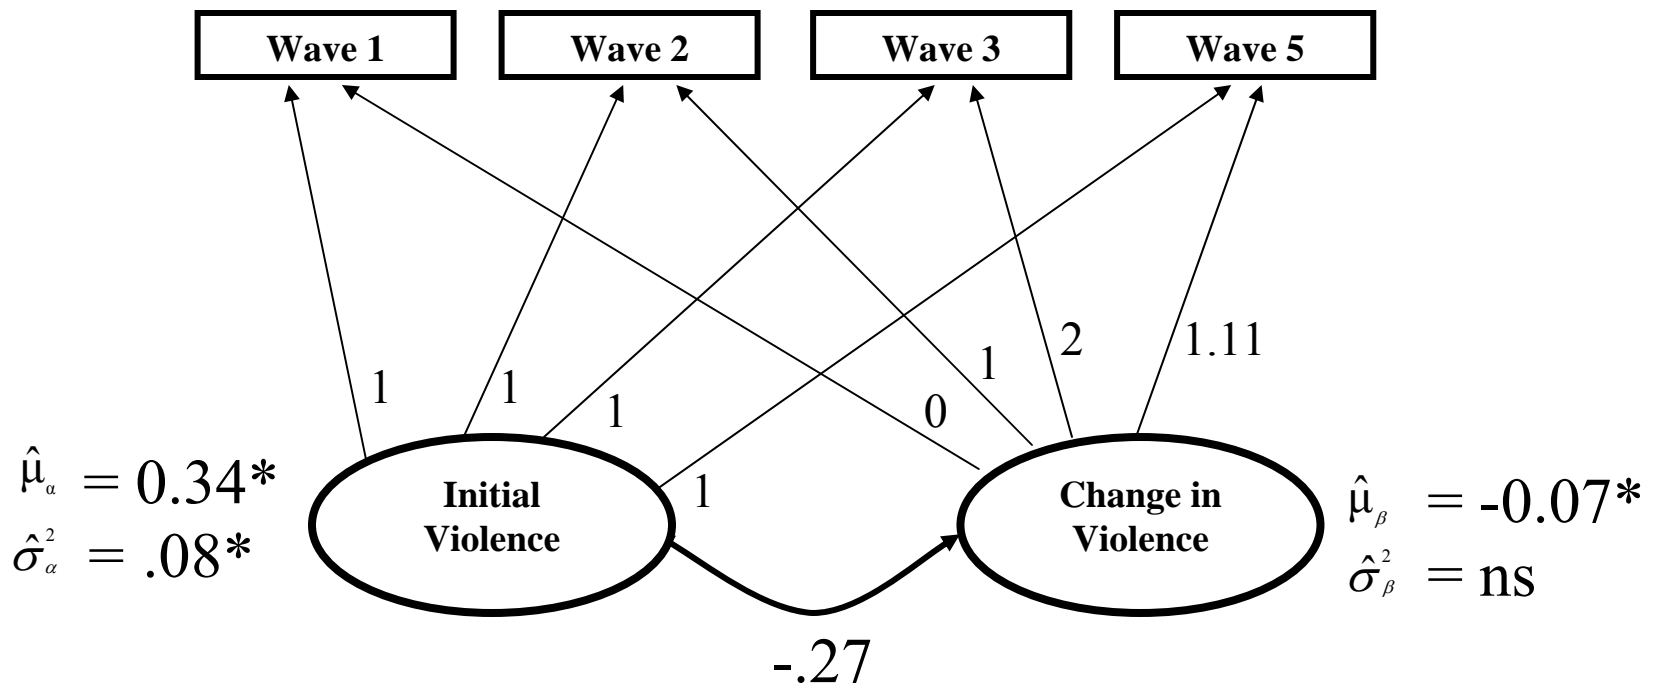 Wave 1
Wave 2
Wave 3
Wave 5
1
1
1
1
0
1
2
1.11
Initial
Violence
Change in
Violence
μ̂α = 0.34*
σ̂²α = .08*
μ̂β = -0.07*
σ̂²β = ns
-.27